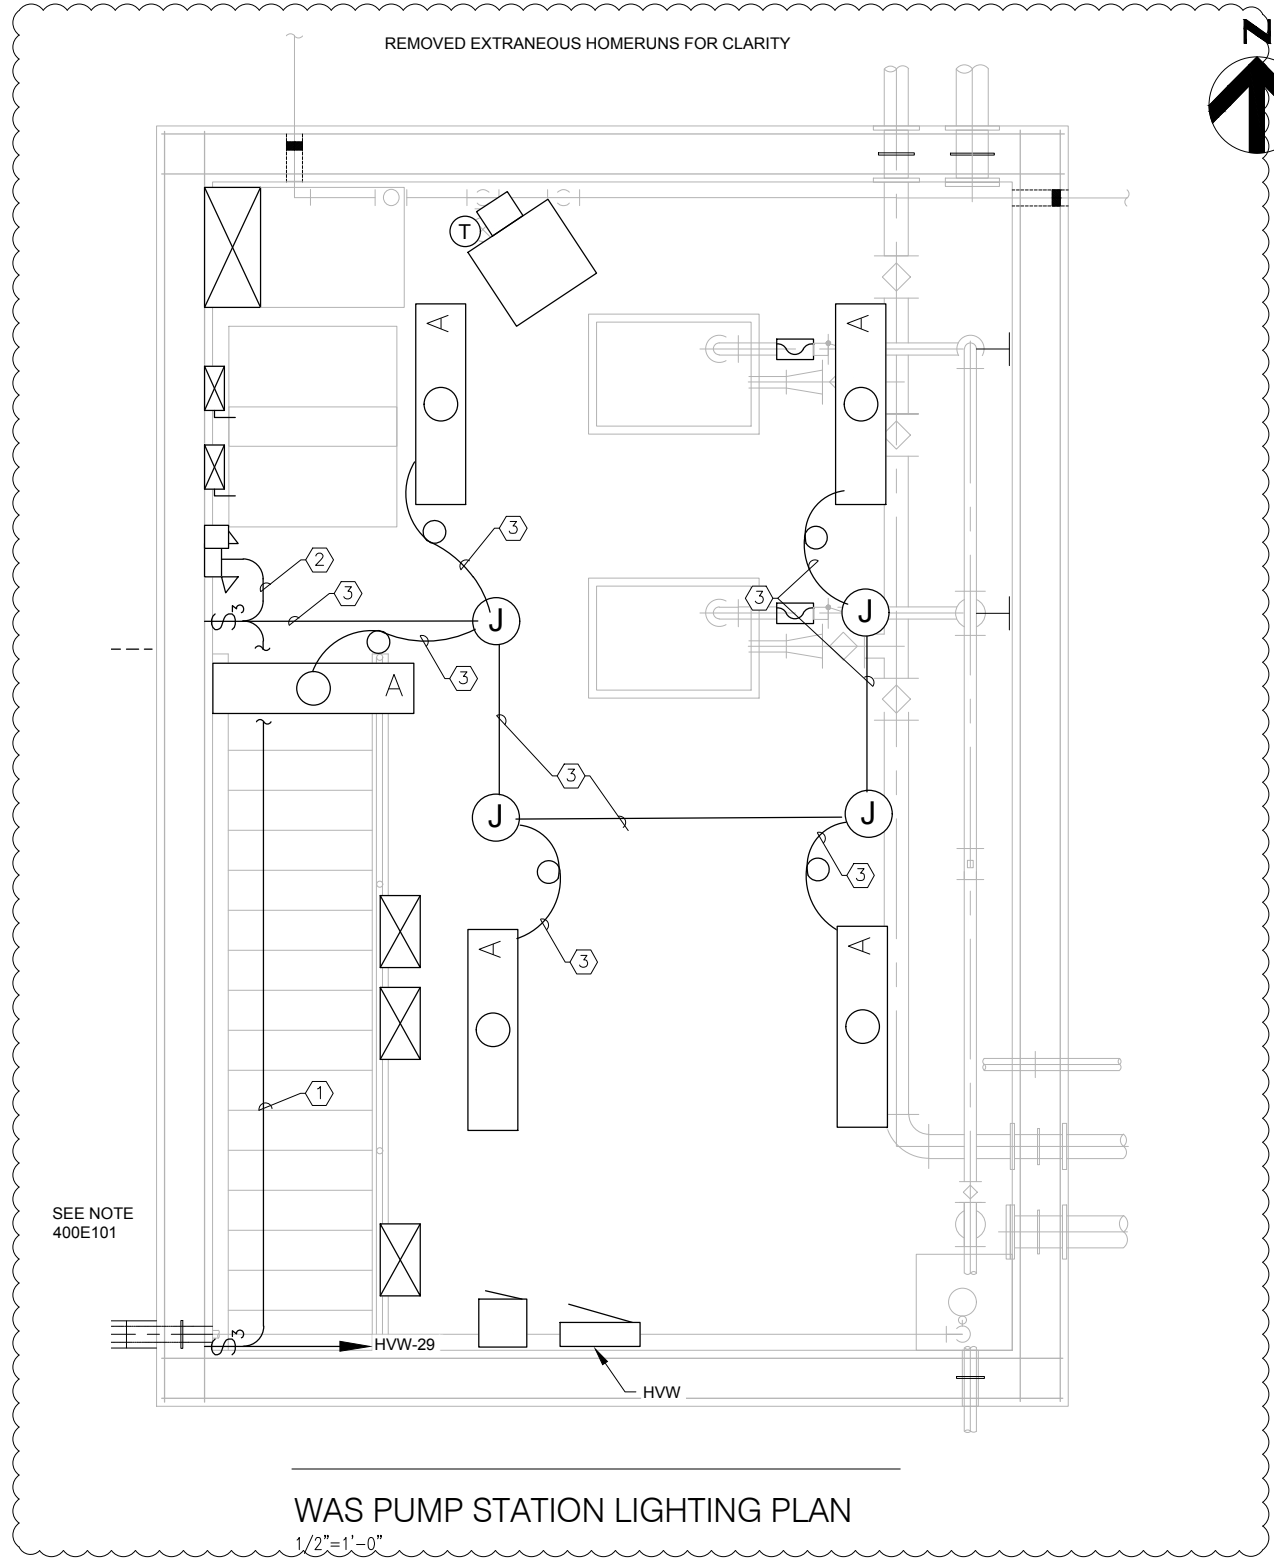 REMOVED EXTRANEOUS HOMERUNS FOR CLARITY
N
T
A
A
3
3
2
3
3
J
J
S3
3
A
3
J
J
3
3
A
A
1
SEE NOTE
400E101
S3
HVW-29
HVW
WAS PUMP STATION LIGHTING PLAN
1/2"=1'-0"